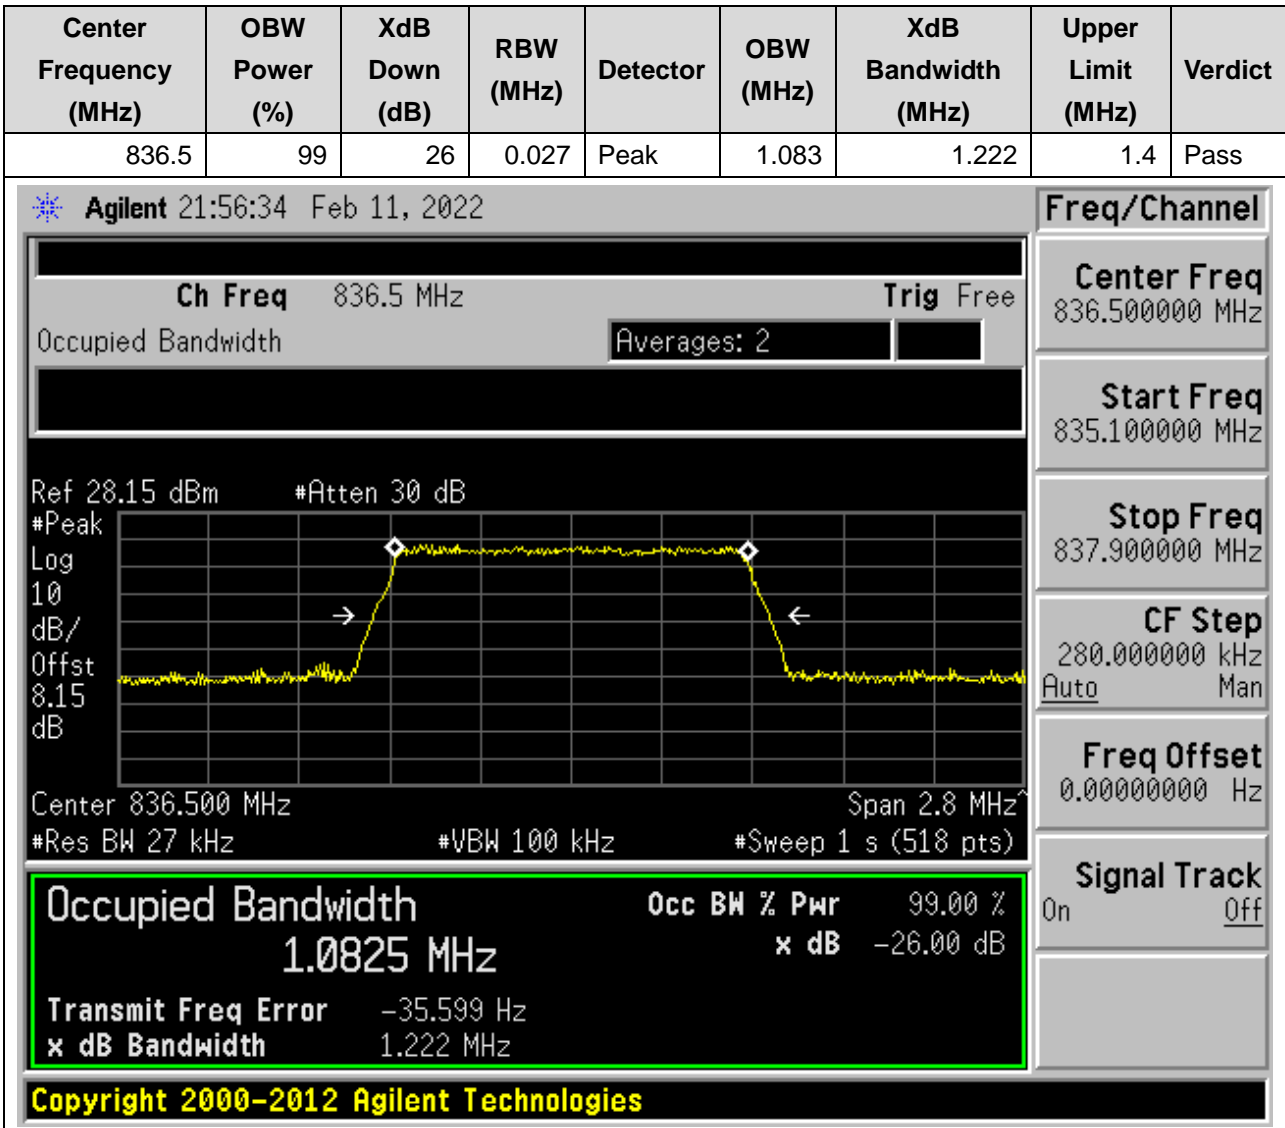 Center Frequency (MHz) OBW Power (%) XdB Down (dB) RBW (MHz) Detector OBW (MHz) XdB Bandwidth (MHz) Upper Limit (MHz) Verdict
836.5 99 26 0.027 Peak 1.083 1.222 1.4 Pass
Agilent 21:56:34 Feb 11, 2022
Ch Freq 836.5 MHz Trig Free
Occupied Bandwidth Averages: 2
Ref 28.15 dBm #Atten 30 dB
#Peak
Log
10
dB/
Offst
8.15
dB
Center 836.500 MHz Span 2.8 MHz^
#Res BW 27 kHz #VBW 100 kHz #Sweep 1 s (518 pts)
Occupied Bandwidth Occ BW % Pwr 99.00 %
1.0825 MHz x dB -26.00 dB
Transmit Freq Error -35.599 Hz
x dB Bandwidth 1.222 MHz
Copyright 2000-2012 Agilent Technologies
Freq/Channel
Center Freq
836.500000 MHz
Start Freq
835.100000 MHz
Stop Freq
837.900000 MHz
CF Step
280.000000 kHz
Auto Man
Freq Offset
0.00000000 Hz
Signal Track
On Off